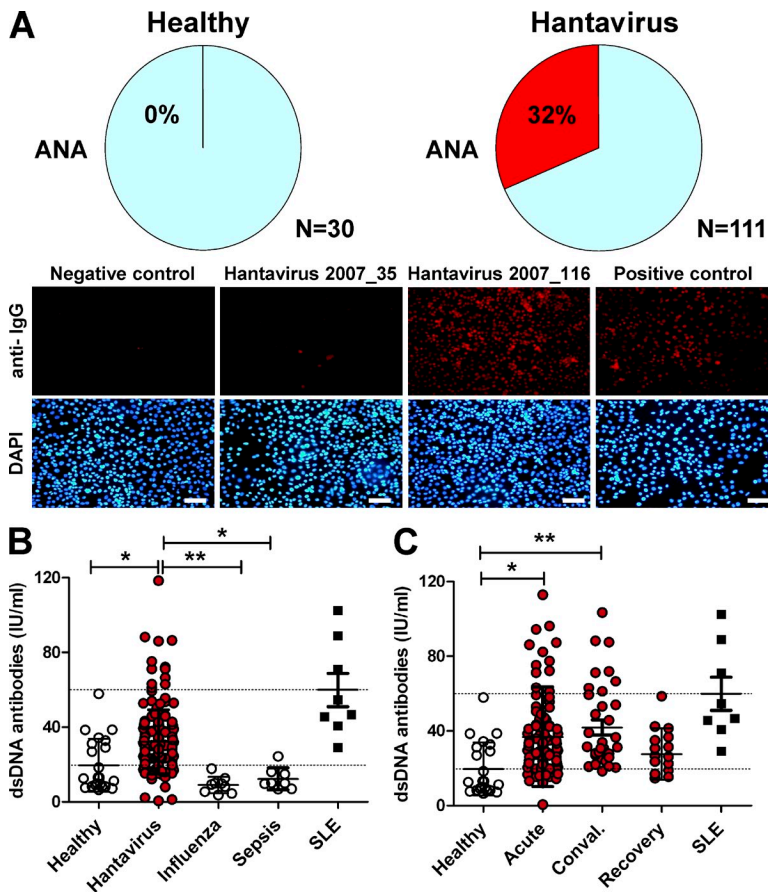 A
Healthy
Hantavirus
0%
32%
ANA
ANA
N=30
N=111
Negative control
Hantavirus 2007_35
Hantavirus 2007_116
Positive control
anti- IgG
DAPI
B
*
*
**
dsDNA antibodies (IU/ml)
120
80
40
0
Healthy
Hantavirus
Influenza
Sepsis
SLE
C
**
*
dsDNA antibodies (IU/ml)
120
80
40
0
Healthy
Acute
Conval.
Recovery
SLE